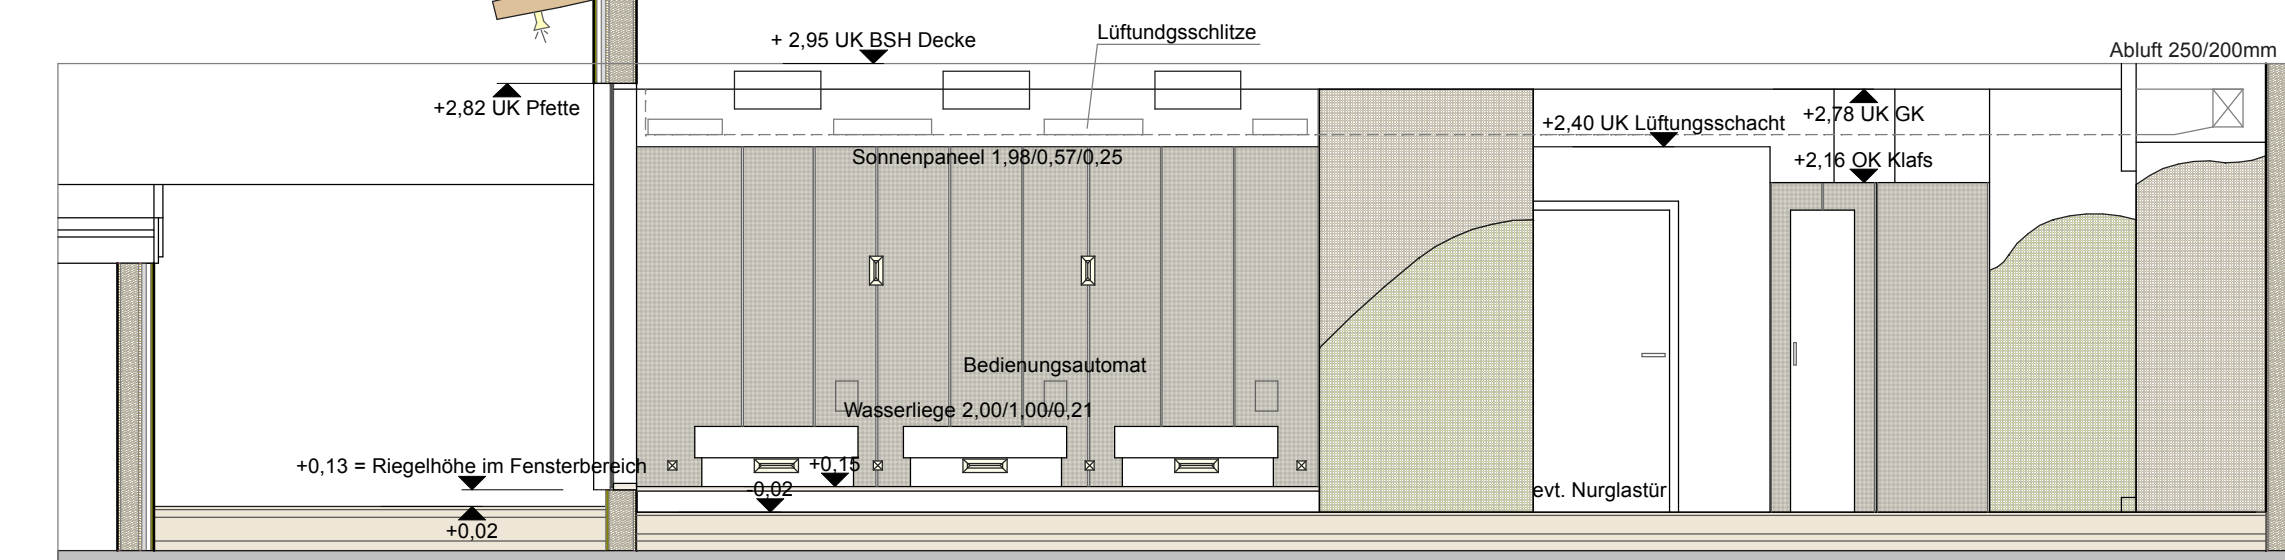 Lüftundgsschlitze
+ 2,95 UK BSH Decke
Abluft 250/200mm
+2,82 UK Pfette
+2,78 UK GK
+2,40 UK Lüftungsschacht
Sonnenpaneel 1,98/0,57/0,25
+2,16 OK Klafs
Bedienungsautomat
Wasserliege 2,00/1,00/0,21
+0,13 = Riegelhöhe im Fensterbereich
+0,15
-0,02
evt. Nurglastür
+0,02